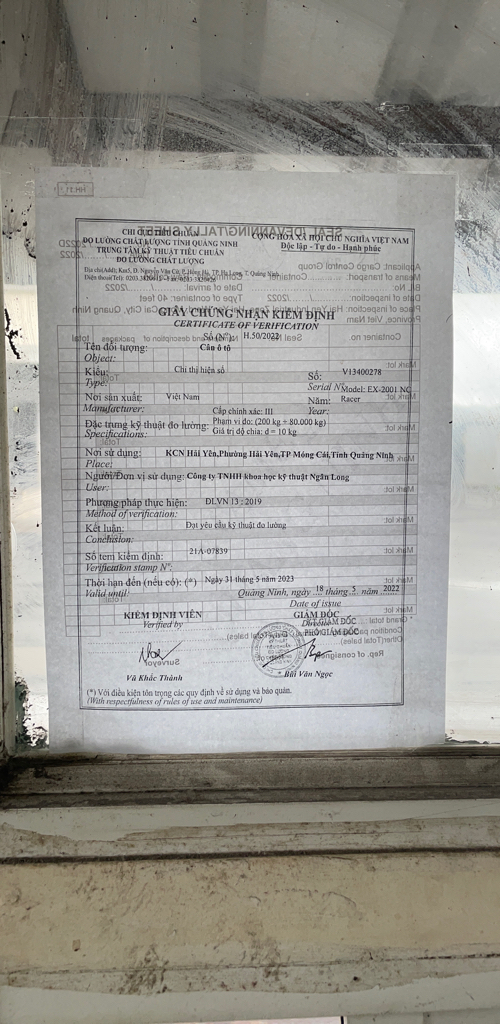 CHI CỤC TIÊU CHUẨN
ĐO LƯỜNG CHẤT LƯỢNG TỈNH QUẢNG NINH
TRUNG TÂM KỸ THUẬT TIÊU CHUẨN
ĐO LƯỜNG CHẤT LƯỢNG
CỘNG HOÀ XÃ HỘI CHỦ NGHĨA VIỆT NAM
Độc lập - Tự do - Hạnh phúc
GIẤY CHỨNG NHẬN KIỂM ĐỊNH
CERTIFICATE OF VERIFICATION
Số (Nº): H.50/2022
Tên đối tượng: Cân ô tô
Object:
Kiểu: Chỉ thị hiện số
Type:
Số: V13400278
Serial Nº Model: EX-2001 NC
Nơi sản xuất: Việt Nam
Manufacturer:
Năm: Racer
Year:
Đặc trưng kỹ thuật đo lường:
Specifications:
Cấp chính xác: III
Phạm vi đo: (200 kg ÷ 80.000 kg)
Giá trị độ chia: d = 10 kg
Nơi sử dụng: KCN Hải Yên,Phường Hải Yên,TP Móng Cái,Tỉnh Quảng Ninh
Place:
Người/Đơn vị sử dụng: Công ty TNHH khoa học kỹ thuật Ngân Long
User:
Phương pháp thực hiện: ĐLVN 13 : 2019
Method of verification:
Kết luận: Đạt yêu cầu kỹ thuật đo lường
Conclusion:
Số tem kiểm định: 21A-07839
Verification stamp Nº:
Thời hạn đến (nếu có): (*) Ngày 31 tháng 5 năm 2023
Valid until:
Quảng Ninh, ngày 18 tháng 5 năm 2022
Date of issue
KIỂM ĐỊNH VIÊN
Verified by
GIÁM ĐỐC
Director
PHÓ GIÁM ĐỐC
Vũ Khắc Thành
Bùi Văn Ngọc
(*) Với điều kiện tôn trọng các quy định về sử dụng và bảo quản.
(With respectfulness of rules of use and maintenance)